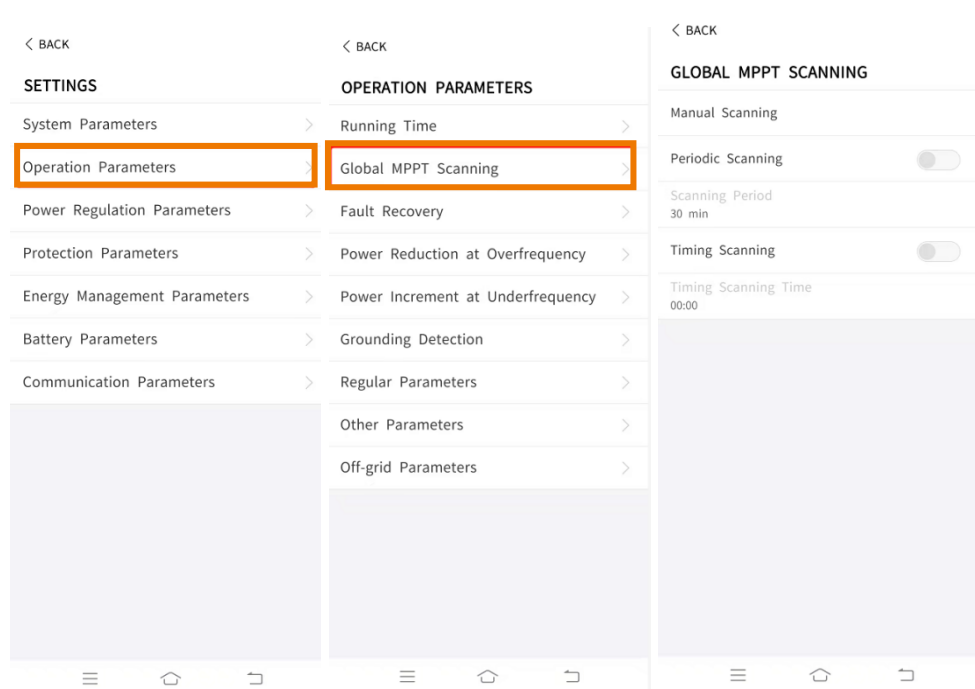 BACK
SETTINGS
System Parameters
Operation Parameters
Power Regulation Parameters
Protection Parameters
Energy Management Parameters
Battery Parameters
Communication Parameters
BACK
OPERATION PARAMETERS
Running Time
Global MPPT Scanning
Fault Recovery
Power Reduction at Overfrequency
Power Increment at Underfrequency
Grounding Detection
Regular Parameters
Other Parameters
Off-grid Parameters
BACK
GLOBAL MPPT SCANNING
Manual Scanning
Periodic Scanning
Scanning Period
30 min
Timing Scanning
Timing Scanning Time
00:00